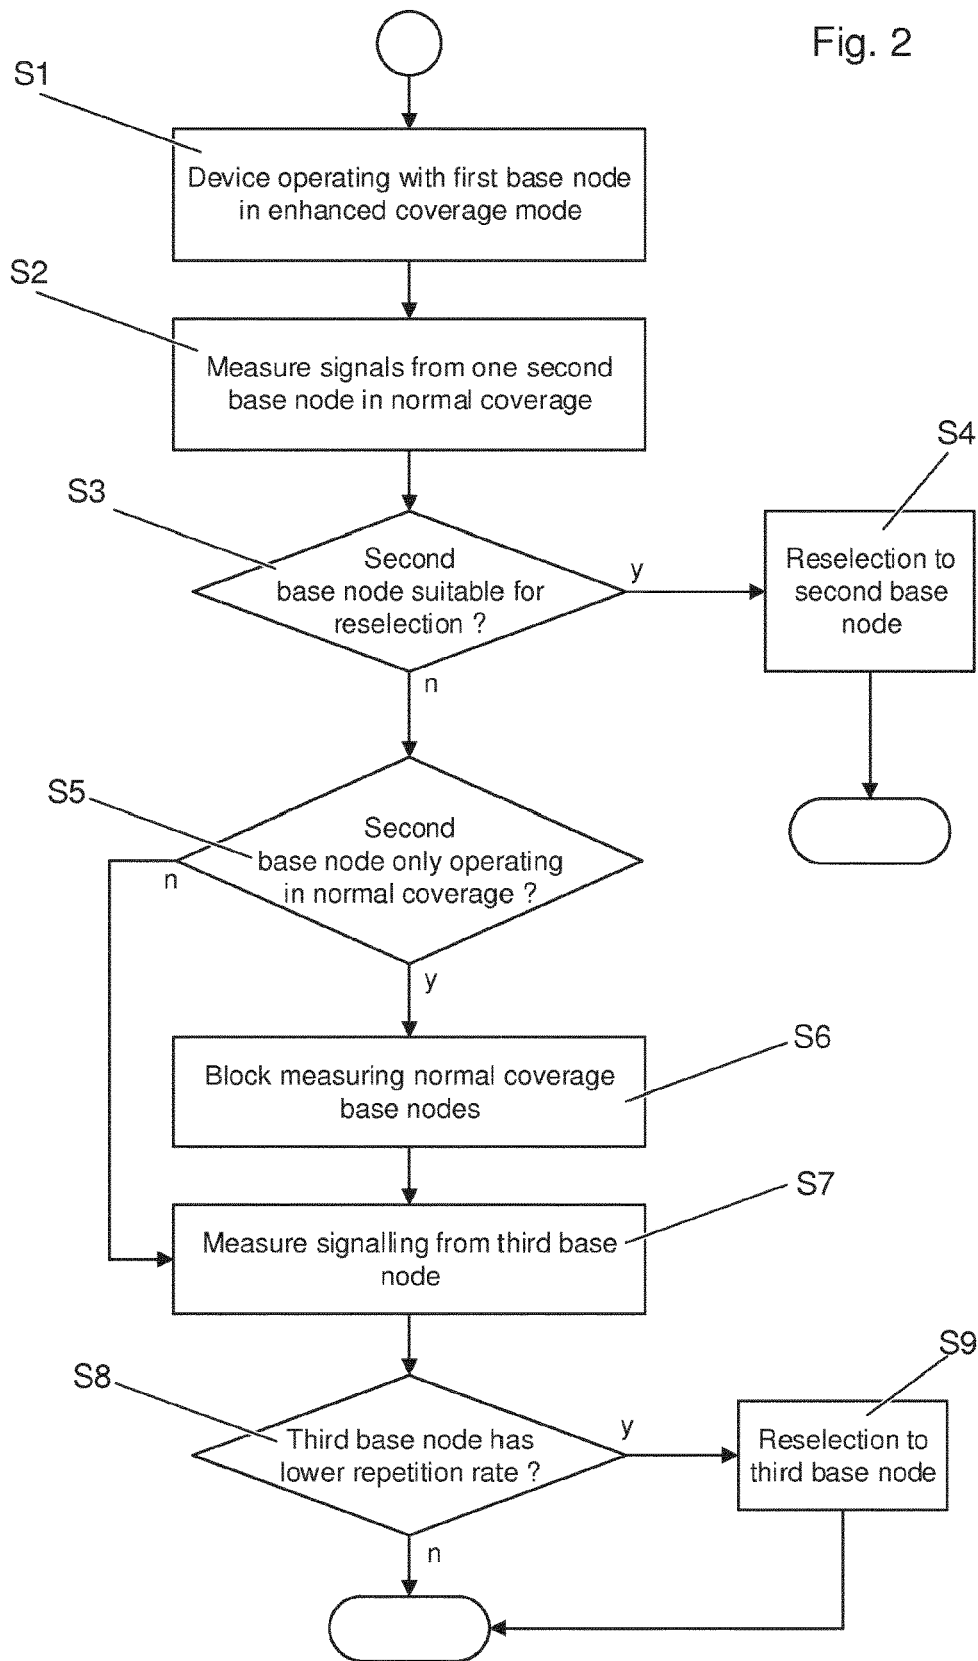 Fig. 2
S1
Device operating with first base node
in enhanced coverage mode
S2
Measure signals from one second
base node in normal coverage
S3
Second
base node suitable for
reselection ?
y
n
S4
Reselection to
second base
node
S5
Second
base node only operating
in normal coverage ?
n
y
S6
Block measuring normal coverage
base nodes
S7
Measure signalling from third base
node
S8
Third base node has
lower repetition rate ?
y
n
S9
Reselection to
third base node